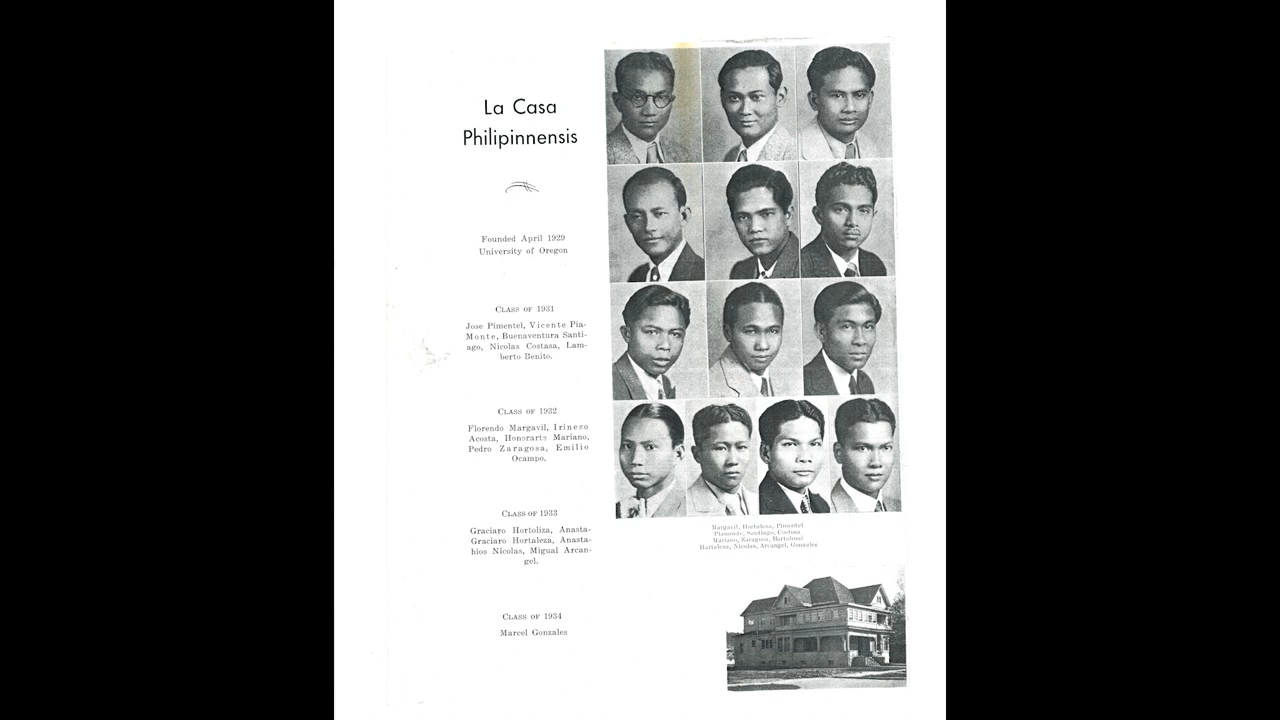 La Casa
Philipinnensis
Founded April 1929
University of Oregon
Class of 1931
Jose Pimentel, Vicente Pia-
Monte, Buenaventura Santi-
ago, Nicolas Costasa, Lam-
berto Benito.
Class of 1932
Florendo Margavil, Irineso
Acosta, Honorarts Mariano,
Pedro Zaragosa, Emilio
Ocampo.
Class of 1933
Graciaro Hortoliza, Anasta-
Graciaro Hortaleza, Anasta-
hios Nicolas, Migual Arcan-
gel.
Class of 1934
Marcel Gonzales
Margavil, Hortaleza, Pimentel
Piamonte, Santiago, Costosa
Mariano, Zaragosa, Bartolomi
Hartaleza, Nicolas, Arcangel, Gonzales